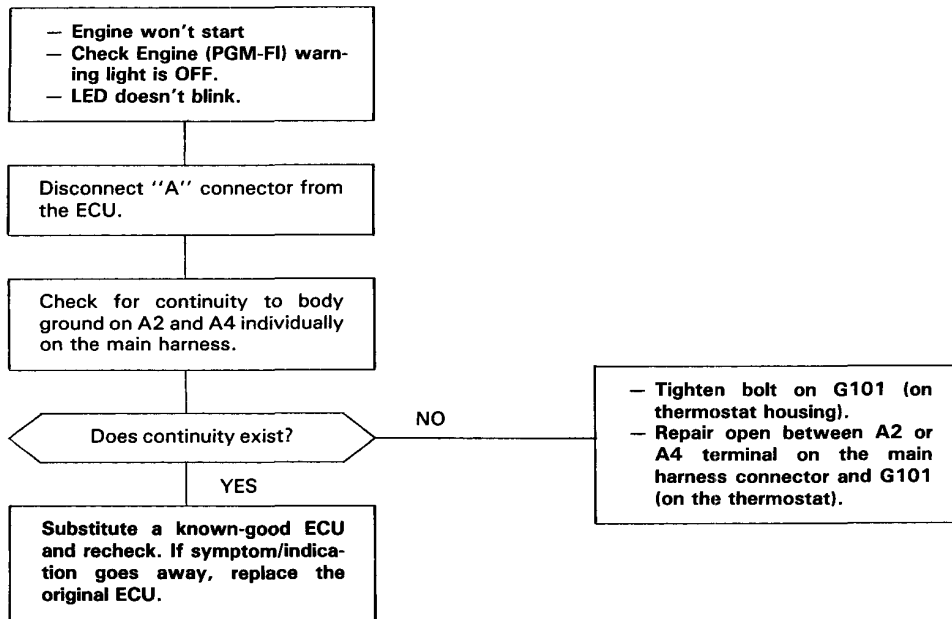 — Engine won't start
— Check Engine (PGM-FI) warn-
ing light is OFF.
— LED doesn't blink.
Disconnect "A" connector from
the ECU.
Check for continuity to body
ground on A2 and A4 individually
on the main harness.
Does continuity exist?
NO
— Tighten bolt on G101 (on
thermostat housing).
— Repair open between A2 or
A4 terminal on the main
harness connector and G101
(on the thermostat).
YES
Substitute a known-good ECU
and recheck. If symptom/indica-
tion goes away, replace the
original ECU.